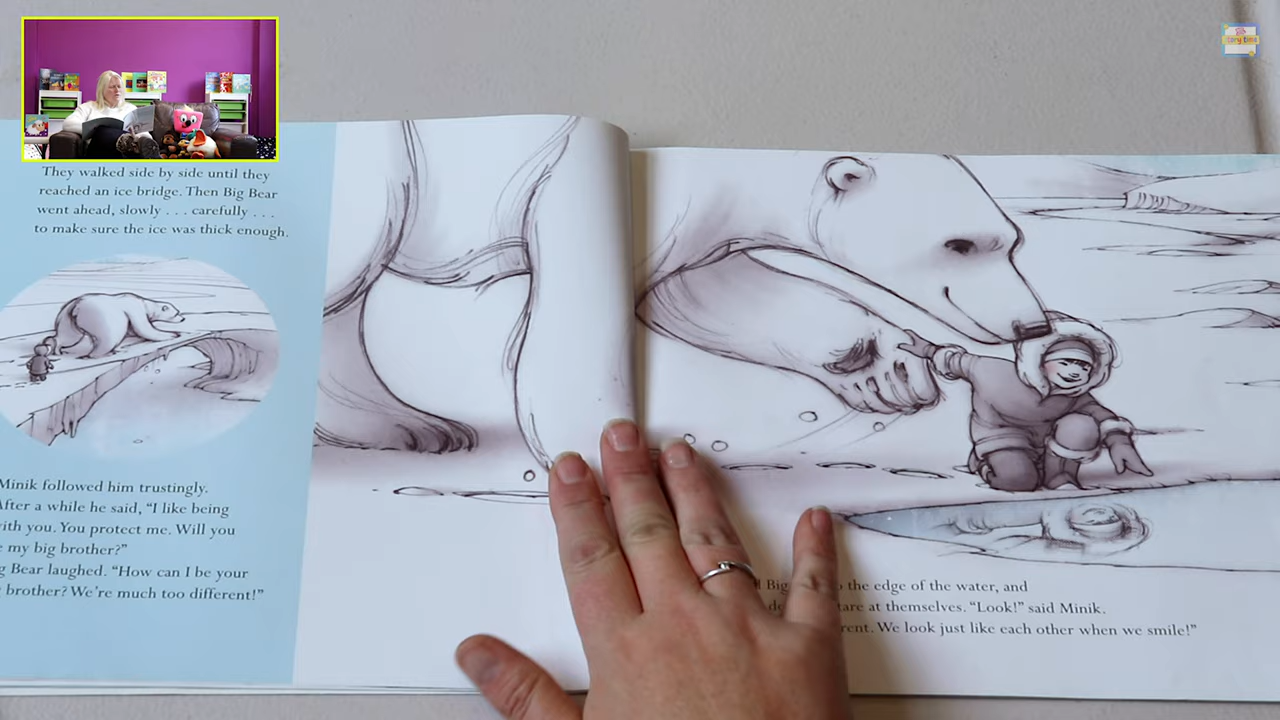 They walked side by side until they
reached an ice bridge. Then Big Bear
went ahead, slowly . . . carefully . . .
to make sure the ice was thick enough.
Minik followed him trustingly.
After a while he said, “I like being
with you. You protect me. Will you
my big brother?”
Bear laughed. “How can I be your
brother? We’re much too different!”
Big the edge of the water, and
at themselves. “Look!” said Minik.
We look just like each other when we smile!”